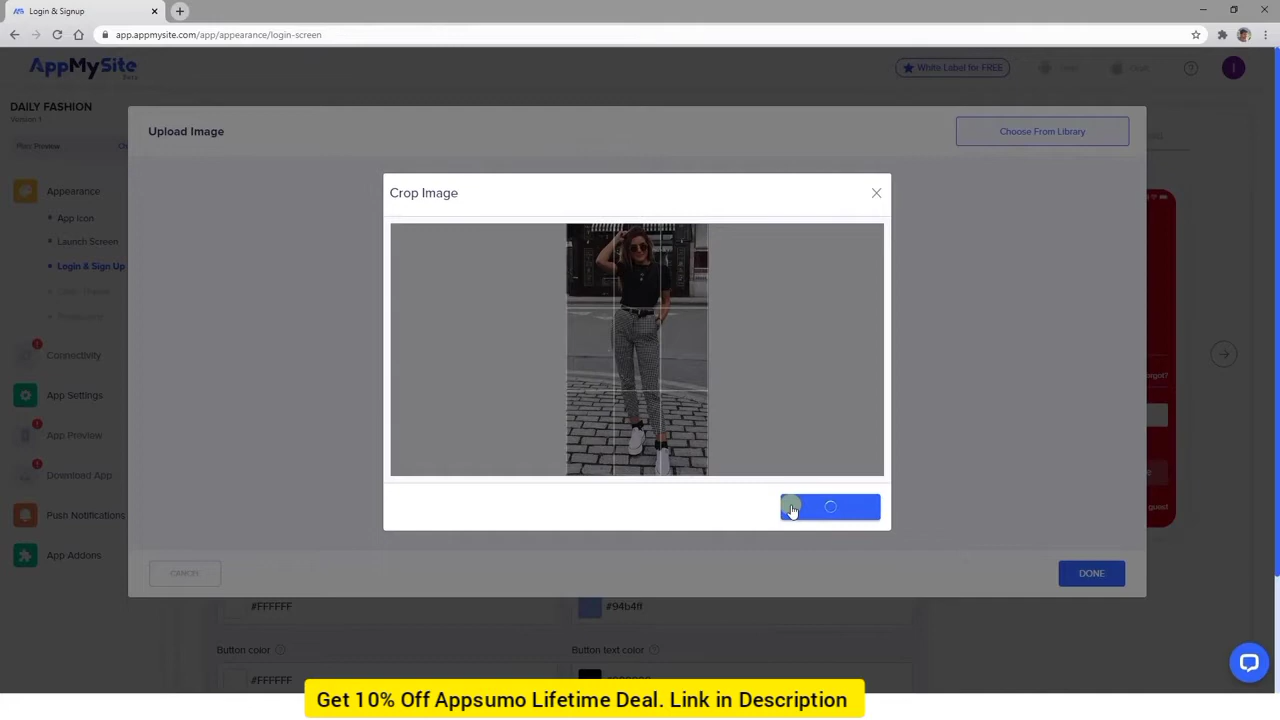 Login & Signup
app.appmysite.com/app/appearance/login-screen
AppMySite
Beta
White Label for FREE
I
DAILY FASHION
Version 1
Upload Image
Choose From Library
Crop Image
Appearance
App Icon
Launch Screen
Login & Sign Up
Connectivity
App Settings
App Preview
Download App
Push Notifications
App Addons
CANCEL
DONE
#FFFFFF
#94b4ff
Button color
Button text color
#FFFFFF
Get 10% Off Appsumo Lifetime Deal. Link in Description